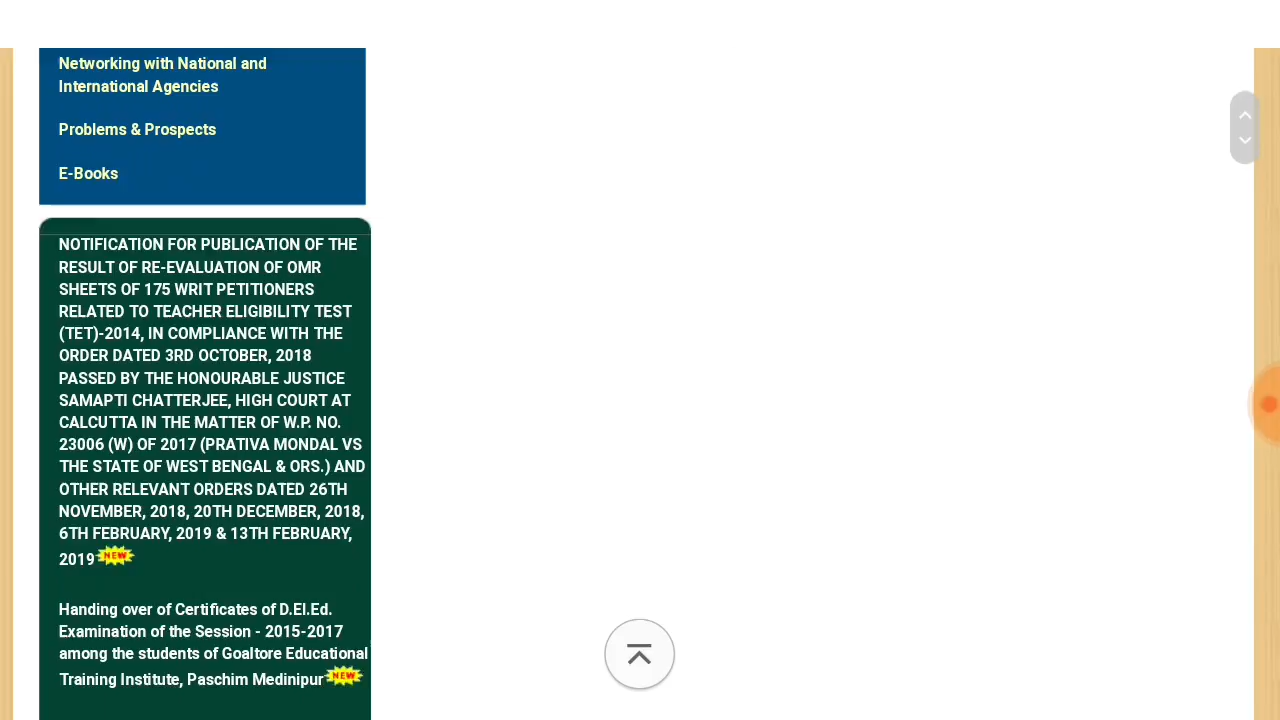 Networking with National and
International Agencies
Problems & Prospects
E-Books
NOTIFICATION FOR PUBLICATION OF THE
RESULT OF RE-EVALUATION OF OMR
SHEETS OF 175 WRIT PETITIONERS
RELATED TO TEACHER ELIGIBILITY TEST
(TET)-2014, IN COMPLIANCE WITH THE
ORDER DATED 3RD OCTOBER, 2018
PASSED BY THE HONOURABLE JUSTICE
SAMAPTI CHATTERJEE, HIGH COURT AT
CALCUTTA IN THE MATTER OF W.P. NO.
23006 (W) OF 2017 (PRATIVA MONDAL VS
THE STATE OF WEST BENGAL & ORS.) AND
OTHER RELEVANT ORDERS DATED 26TH
NOVEMBER, 2018, 20TH DECEMBER, 2018,
6TH FEBRUARY, 2019 & 13TH FEBRUARY,
2019 NEW
Handing over of Certificates of D.El.Ed.
Examination of the Session - 2015-2017
among the students of Goaltore Educational
Training Institute, Paschim Medinipur NEW